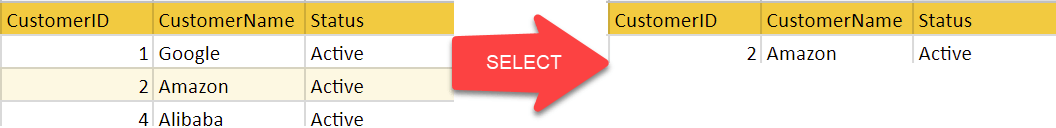 CustomerID CustomerName Status
1 Google Active
2 Amazon Active
4 Alibaba Active
SELECT
CustomerID CustomerName Status
2 Amazon Active